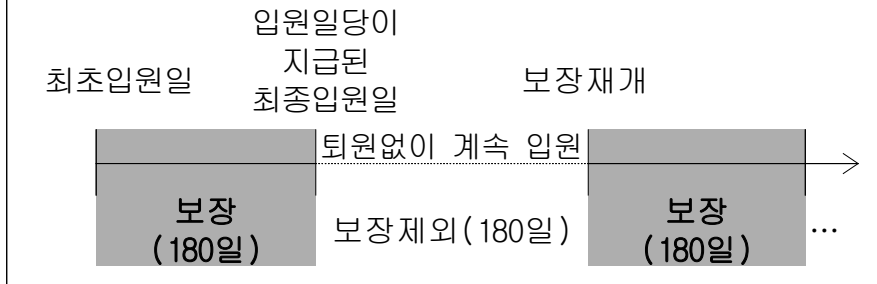 입원일당이
지급된
최종입원일
최초입원일
보장재개
퇴원없이 계속 입원
보장
(180일)
보장제외(180일)
보장
(180일)
…